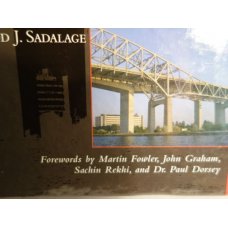 D J. SADALAGE
Forewords by Martin Fowler, John Graham,
Sachin Rekhi, and Dr. Paul Dorsey